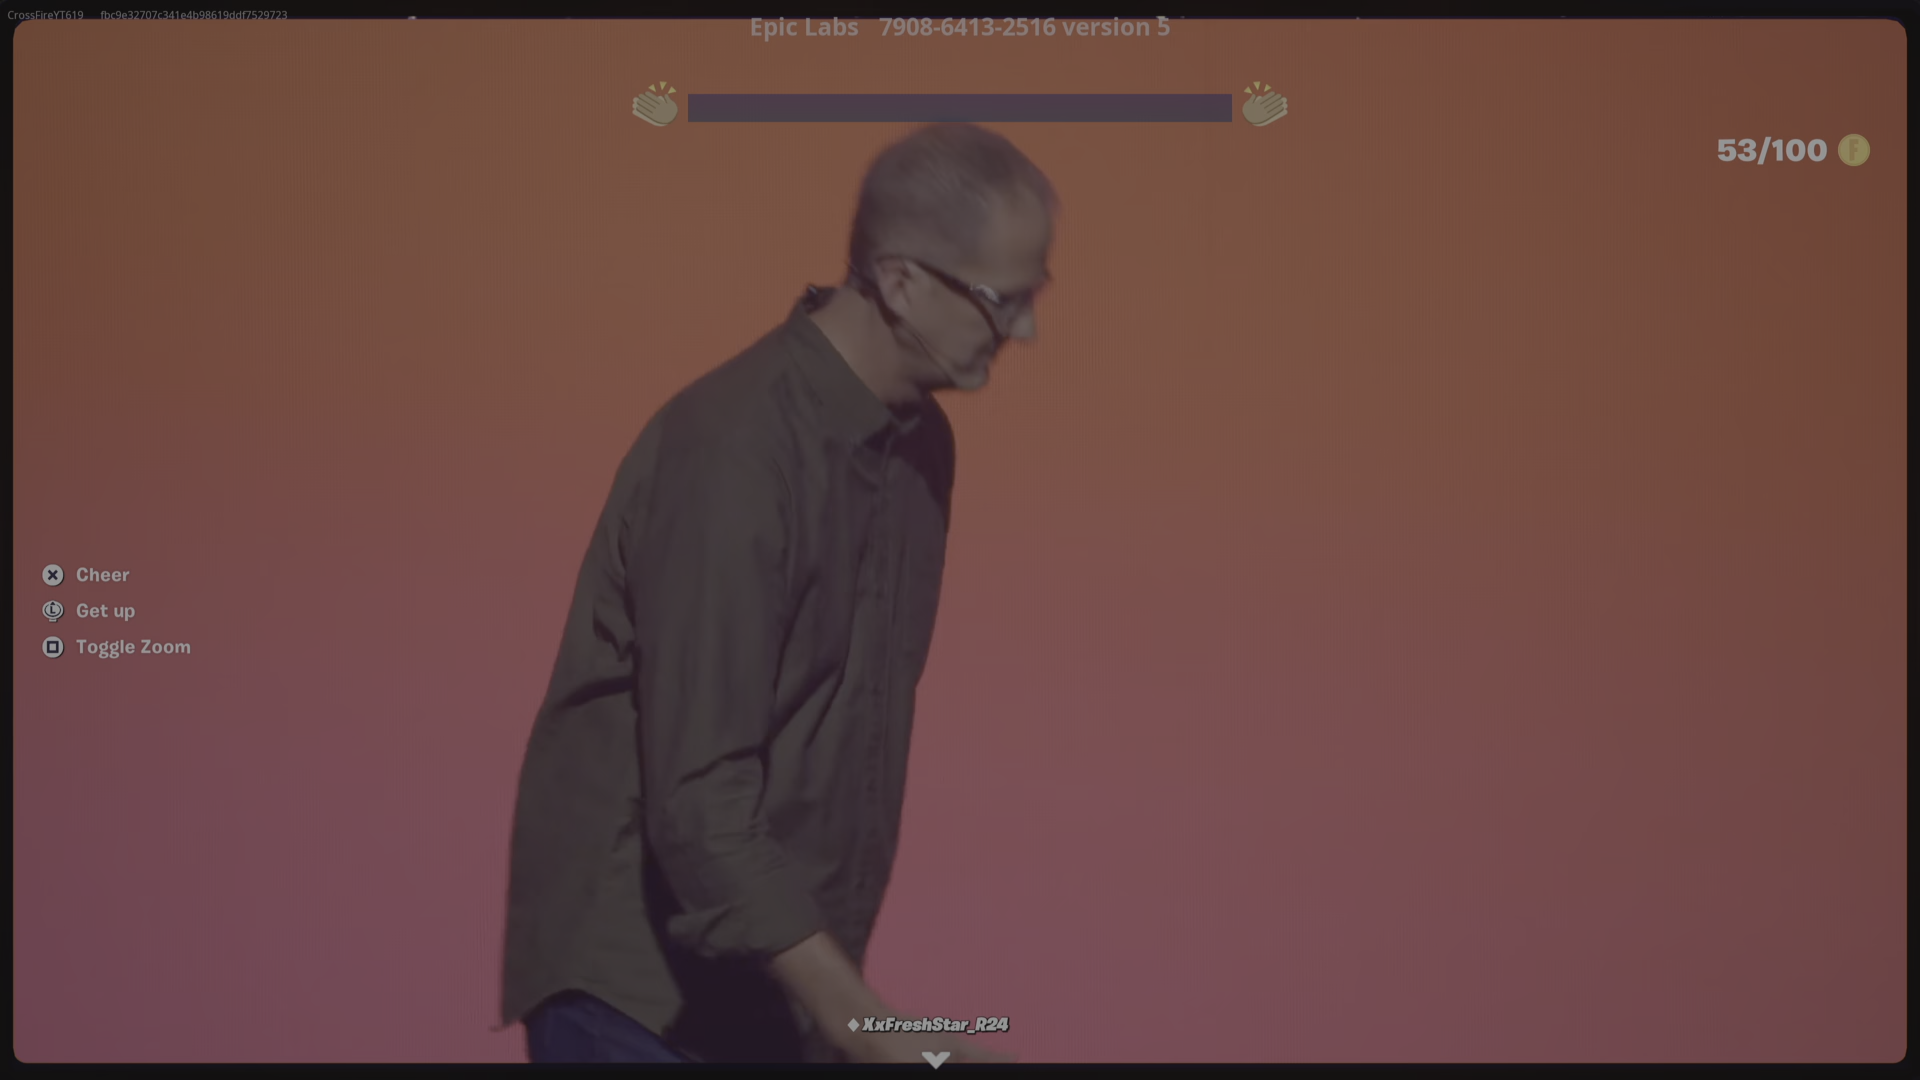 CrossFireYT619 fbc9e32707c341e4b98619ddf7529723
Epic Labs 7908-6413-2516 version 5
53/100
Cheer
Get up
Toggle Zoom
XxFreshStar_R24